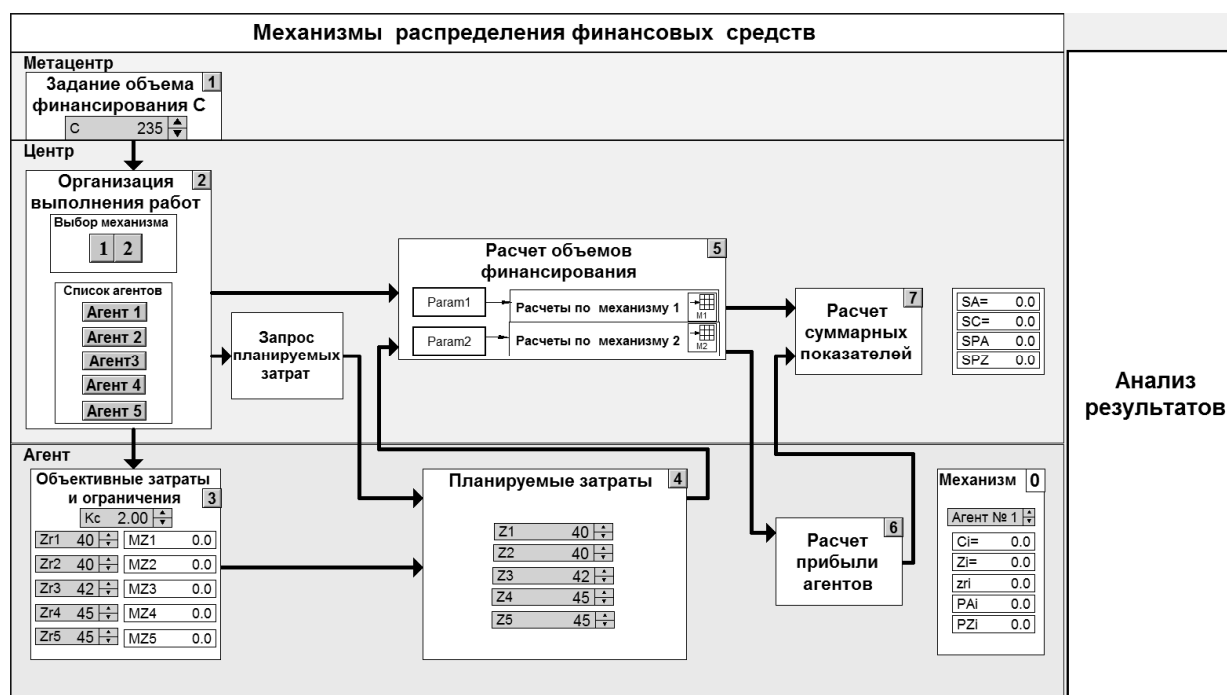 Механизмы распределения финансовых средств
Метацентр
Задание объема
финансирования C
1
C 235
Центр
Организация
выполнения работ
2
Выбор механизма
1 2
Список агентов
Агент 1
Агент 2
Агент3
Агент 4
Агент 5
Запрос
планируемых
затрат
Расчет объемов
финансирования
5
Param1
Расчеты по механизму 1
M1
Param2
Расчеты по механизму 2
M2
Расчет
суммарных
показателей
7
SA= 0.0
SC= 0.0
SPA 0.0
SPZ 0.0
Агент
Объективные затраты
и ограничения
3
Kc 2.00
Zr1 40 MZ1 0.0
Zr2 40 MZ2 0.0
Zr3 42 MZ3 0.0
Zr4 45 MZ4 0.0
Zr5 45 MZ5 0.0
Планируемые затраты
4
Z1 40
Z2 40
Z3 42
Z4 45
Z5 45
Расчет
прибыли
агентов
6
Механизм 0
Агент № 1
Ci= 0.0
Zi= 0.0
zri 0.0
PAi 0.0
PZi 0.0
Анализ
результатов